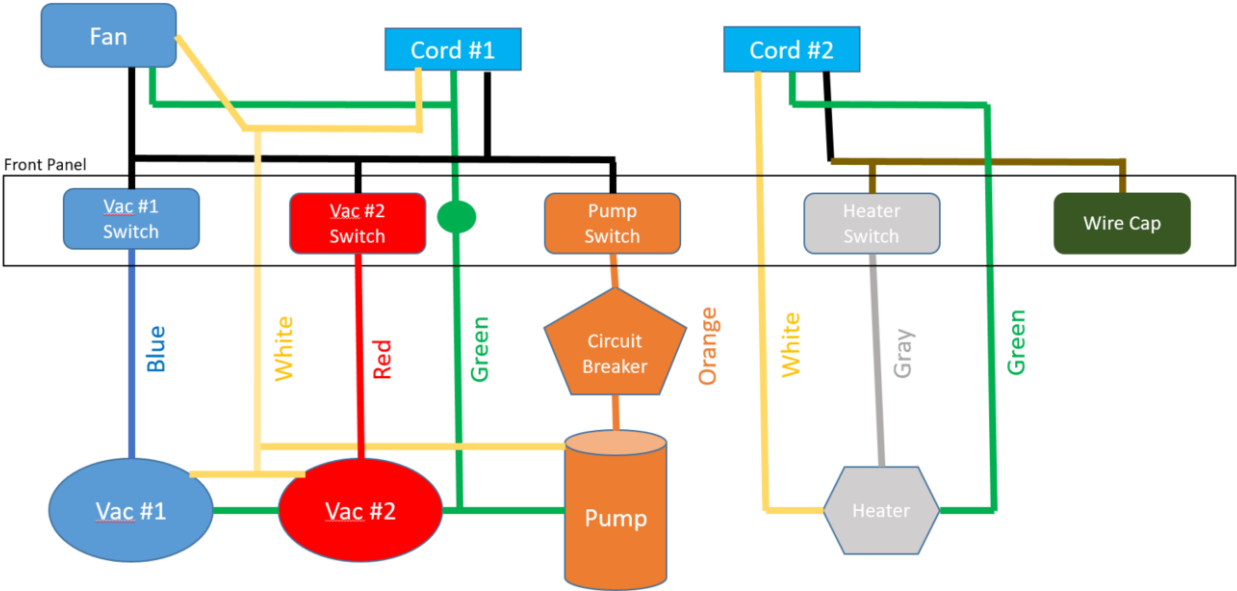 Fan
Cord #1
Cord #2
Front Panel
Vac #1
Switch
Vac #2
Switch
Pump
Switch
Heater
Switch
Wire Cap
Blue
White
Red
Green
Circuit
Breaker
Orange
White
Gray
Green
Vac #1
Vac #2
Pump
Heater